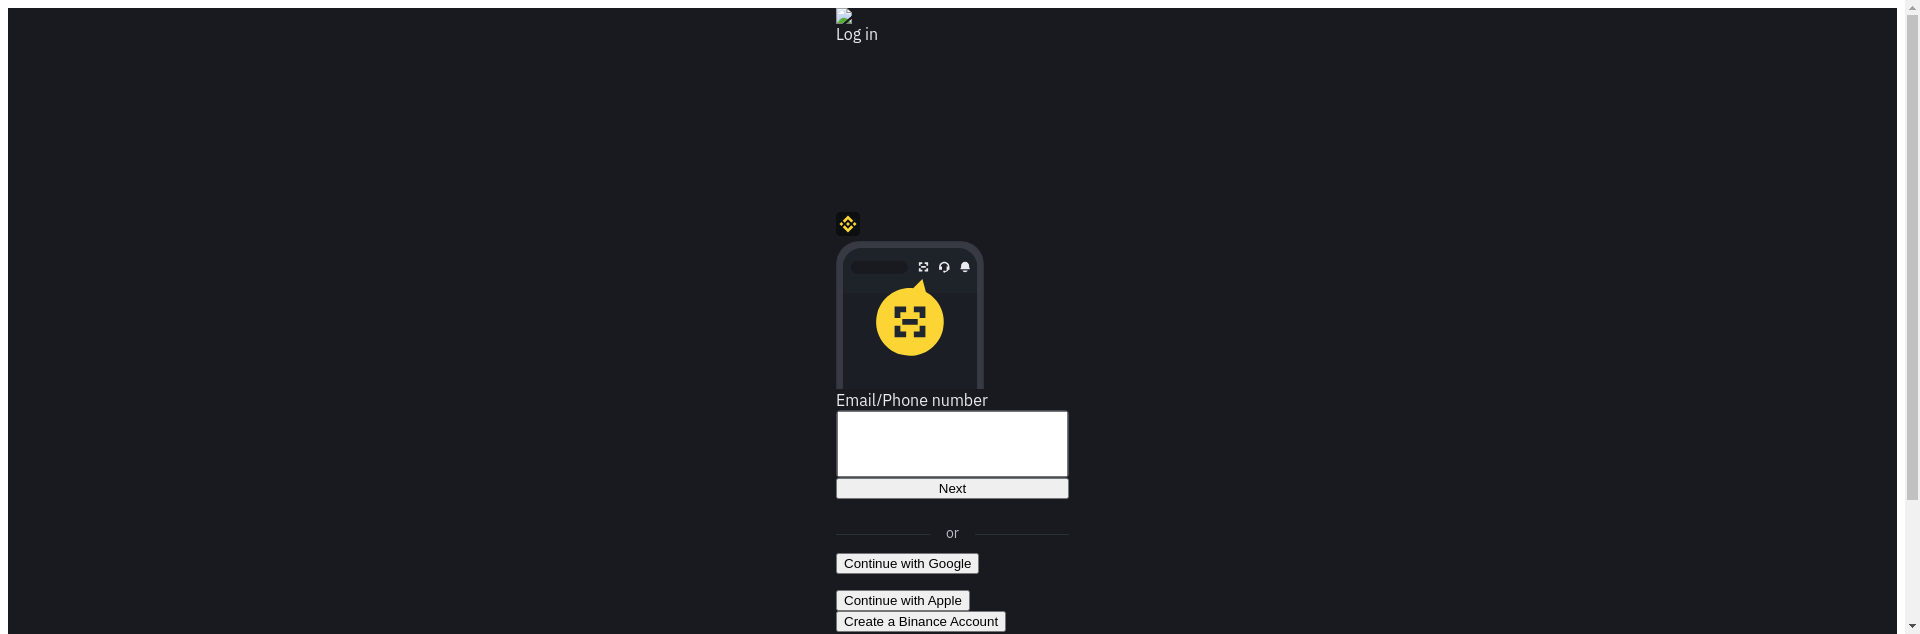 Log in
Email/Phone number
Next
or
Continue with Google
Continue with Apple
Create a Binance Account